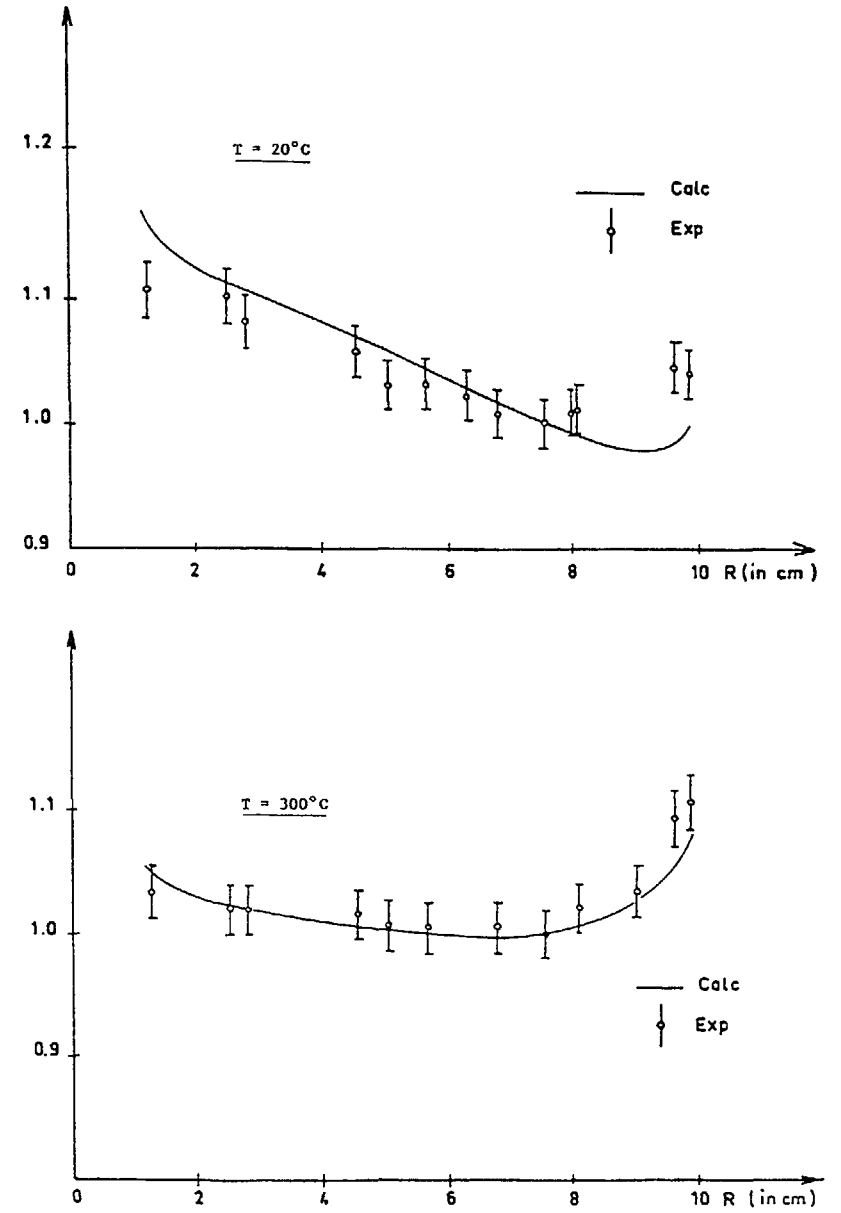 1.2
T = 20°C
Calc
Exp
1.1
1.0
0.9
0 2 4 6 8 10 R (in cm)
1.1
T = 300°C
1.0
Calc
Exp
0.9
0 2 4 6 8 10 R (in cm)